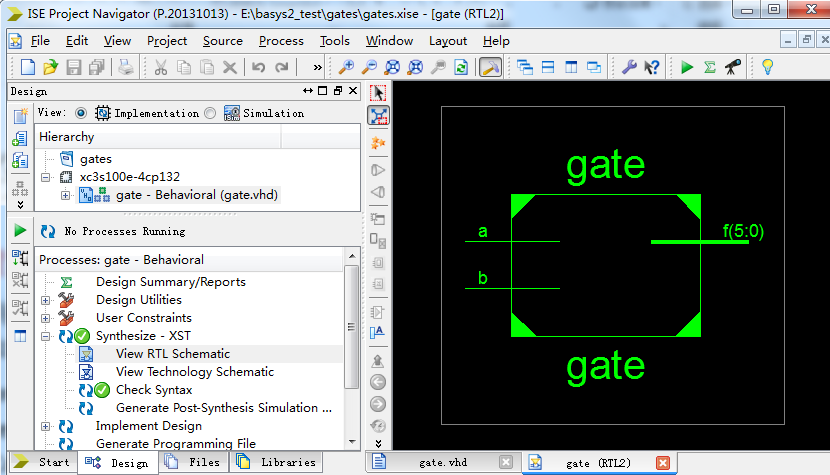 ISE Project Navigator (P.20131013) - E:\basys2_test\gates\gates.xise - [gate (RTL2)]
File Edit View Project Source Process Tools Window Layout Help
»
Design
View: Implementation Simulation
Hierarchy
gates
xc3s100e-4cp132
gate - Behavioral (gate.vhd)
No Processes Running
Processes: gate - Behavioral
Design Summary/Reports
Design Utilities
User Constraints
Synthesize - XST
View RTL Schematic
View Technology Schematic
Check Syntax
Generate Post-Synthesis Simulation ...
Implement Design
Generate Programming File
Start Design Files Libraries
gate
a
f(5:0)
b
gate
gate.vhd gate (RTL2)